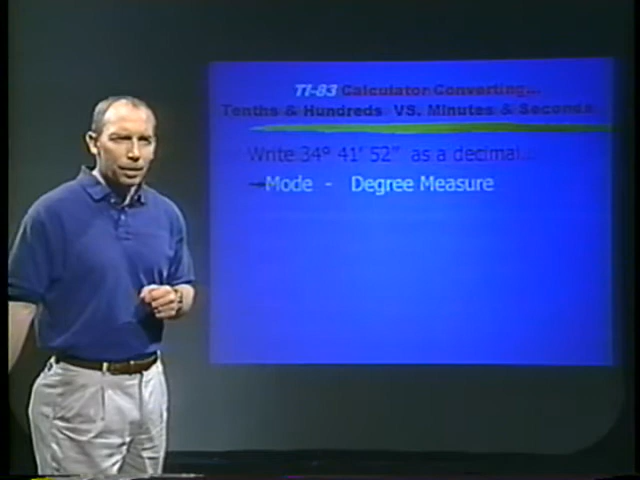 TI-83 Calculator Converting...
Tenths & Hundreds VS. Minutes & Seconds
Write 34° 41' 52" as a decimal...
→Mode - Degree Measure